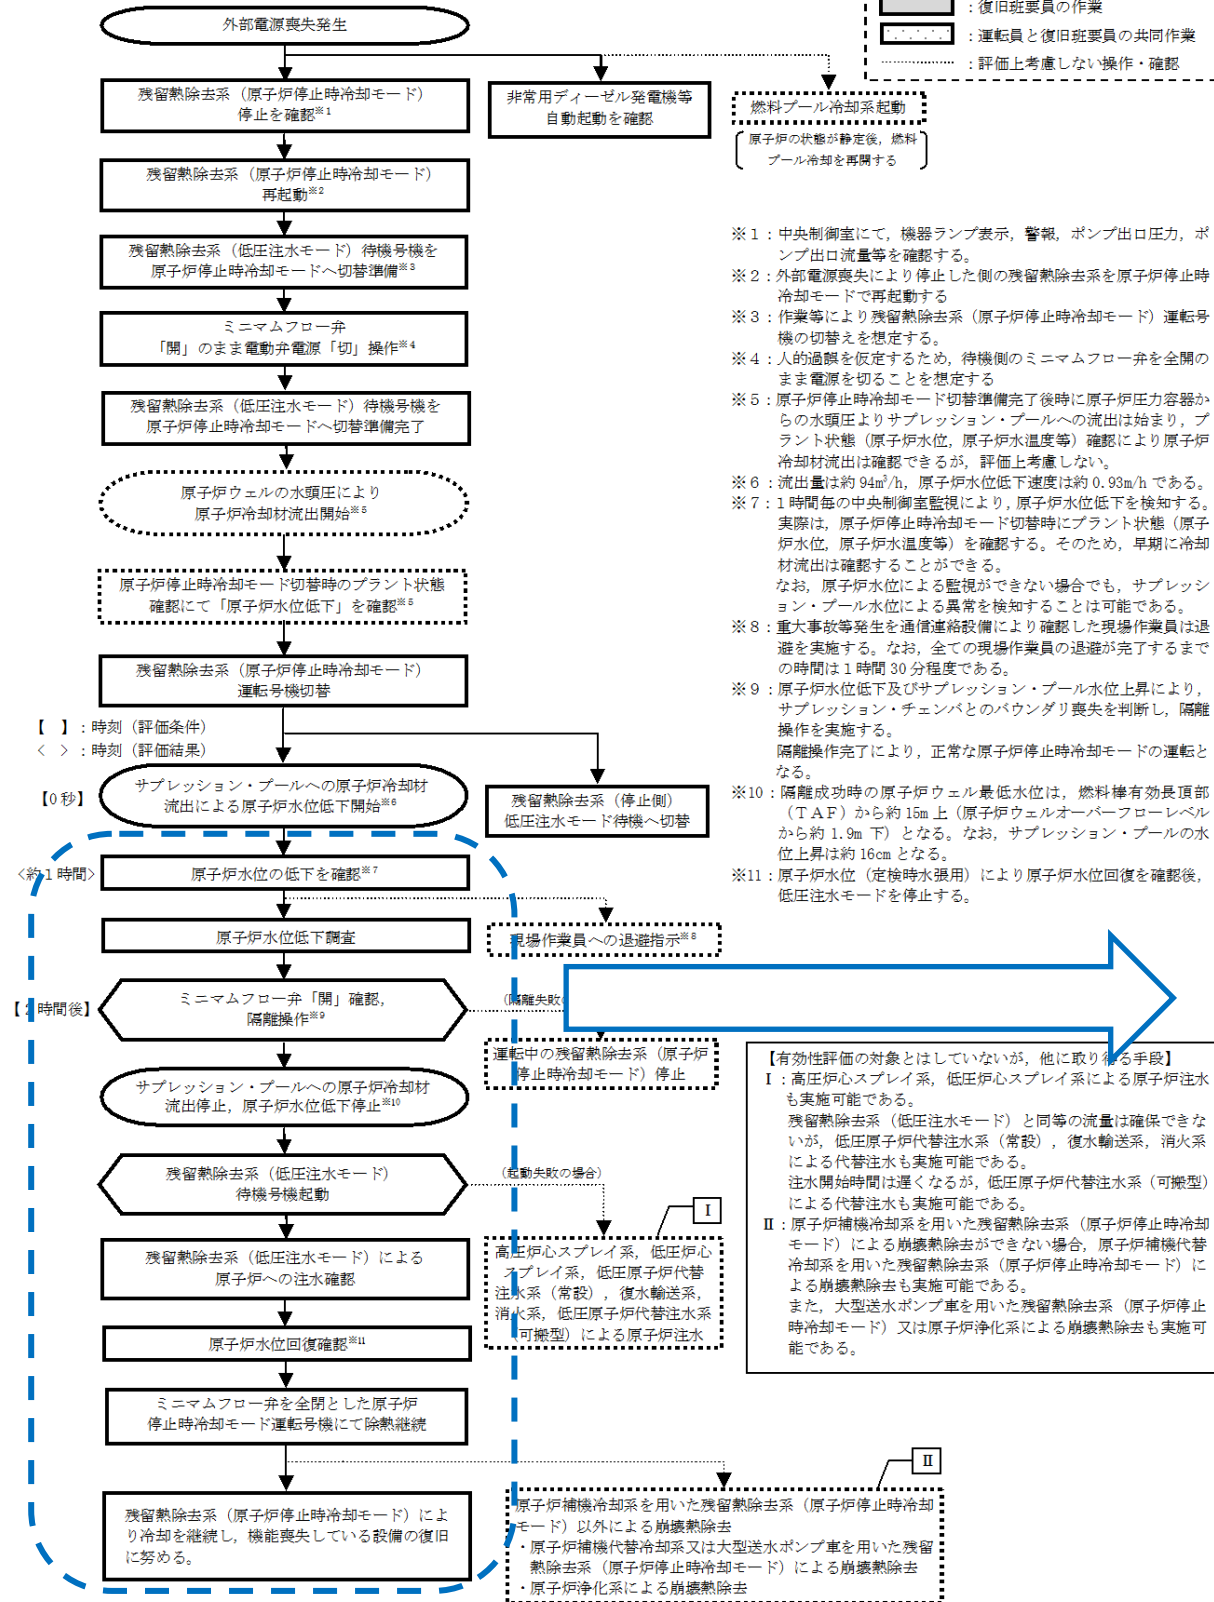 外部電源喪失発生
：復旧班要員の作業
：運転員と復旧班要員の共同作業
：評価上考慮しない操作・確認
残留熱除去系（原子炉停止時冷却モード）
停止を確認※1
非常用ディーゼル発電機等
自動起動を確認
燃料プール冷却系起動
原子炉の状態が静定後，燃料
プール冷却を再開する
残留熱除去系（原子炉停止時冷却モード）
再起動※2
残留熱除去系（低圧注水モード）待機号機を
原子炉停止時冷却モードへ切替準備※3
ミニマムフロー弁
「開」のまま電動弁電源「切」操作※4
残留熱除去系（低圧注水モード）待機号機を
原子炉停止時冷却モードへ切替準備完了
原子炉ウェルの水頭圧により
原子炉冷却材流出開始※5
原子炉停止時冷却モード切替時のプラント状態
確認にて「原子炉水位低下」を確認※5
残留熱除去系（原子炉停止時冷却モード）
運転号機切替
※1：中央制御室にて，機器ランプ表示，警報，ポンプ出口圧力，ポ
ンプ出口流量等を確認する。
※2：外部電源喪失により停止した側の残留熱除去系を原子炉停止時
冷却モードで再起動する
※3：作業等により残留熱除去系（原子炉停止時冷却モード）運転号
機の切替えを想定する。
※4：人的過誤を仮定するため，待機側のミニマムフロー弁を全開の
まま電源を切ることを想定する
※5：原子炉停止時冷却モード切替準備完了後時に原子炉圧力容器か
らの水頭圧よりサプレッション・プールへの流出は始まり，プ
ラント状態（原子炉水位，原子炉水温度等）確認により原子炉
冷却材流出は確認できるが，評価上考慮しない。
※6：流出量は約94m³/h，原子炉水位低下速度は約0.93m/hである。
※7：1時間毎の中央制御室監視により，原子炉水位低下を検知する。
実際は，原子炉停止時冷却モード切替時にプラント状態（原子
炉水位，原子炉水温度等）を確認する。そのため，早期に冷却
材流出は確認することができる。
なお，原子炉水位による監視ができない場合でも，サプレッシ
ョン・プール水位による異常を検知することは可能である。
※8：重大事故等発生を通信連絡設備により確認した現場作業員は退
避を実施する。なお，全ての現場作業員の退避が完了するまで
の時間は1時間30分程度である。
※9：原子炉水位低下及びサプレッション・プール水位上昇により，
サプレッション・チェンバとのバウンダリ喪失を判断し，隔離
操作を実施する。
隔離操作完了により，正常な原子炉停止時冷却モードの運転と
なる。
※10：隔離成功時の原子炉ウェル最低水位は，燃料棒有効長頂部
（TAF）から約15m上（原子炉ウェルオーバーフローレベル
から約1.9m下）となる。なお，サプレッション・プールの水
位上昇は約16cmとなる。
※11：原子炉水位（定検時水張用）により原子炉水位回復を確認後，
低圧注水モードを停止する。
【　】：時刻（評価条件）
＜　＞：時刻（評価結果）
【0秒】
サプレッション・プールへの原子炉冷却材
流出による原子炉水位低下開始※6
残留熱除去系（停止側）
低圧注水モード待機へ切替
<約1時間>
原子炉水位の低下を確認※7
原子炉水位低下調査
現場作業員への退避指示※8
【2時間後】
ミニマムフロー弁「開」確認，
隔離操作※9
（隔離失敗の
運転中の残留熱除去系（原子炉
停止時冷却モード）停止
サプレッション・プールへの原子炉冷却材
流出停止，原子炉水位低下停止※10
残留熱除去系（低圧注水モード）
待機号機起動
（起動失敗の場合）
Ⅰ
高圧炉心スプレイ系，低圧炉心
スプレイ系，低圧原子炉代替
注水系（常設），復水輸送系，
消火系，低圧原子炉代替注水系
（可搬型）による原子炉注水
残留熱除去系（低圧注水モード）による
原子炉への注水確認
原子炉水位回復確認※11
ミニマムフロー弁を全閉とした原子炉
停止時冷却モード運転号機にて除熱継続
残留熱除去系（原子炉停止時冷却モード）によ
り冷却を継続し，機能喪失している設備の復旧
に努める。
【有効性評価の対象とはしていないが，他に取り得る手段】
Ⅰ：高圧炉心スプレイ系，低圧炉心スプレイ系による原子炉注水
も実施可能である。
残留熱除去系（低圧注水モード）と同等の流量は確保できな
いが，低圧原子炉代替注水系（常設），復水輸送系，消火系
による代替注水も実施可能である。
注水開始時間は遅くなるが，低圧原子炉代替注水系（可搬型）
による代替注水も実施可能である。
Ⅱ：原子炉補機冷却系を用いた残留熱除去系（原子炉停止時冷却
モード）による崩壊熱除去ができない場合，原子炉補機代替
冷却系を用いた残留熱除去系（原子炉停止時冷却モード）に
よる崩壊熱除去も実施可能である。
また，大型送水ポンプ車を用いた残留熱除去系（原子炉停止
時冷却モード）又は原子炉浄化系による崩壊熱除去も実施可
能である。
Ⅱ
原子炉補機冷却系を用いた残留熱除去系（原子炉停止時冷却
モード）以外による崩壊熱除去
・原子炉補機代替冷却系又は大型送水ポンプ車を用いた残留
熱除去系（原子炉停止時冷却モード）による崩壊熱除去
・原子炉浄化系による崩壊熱除去